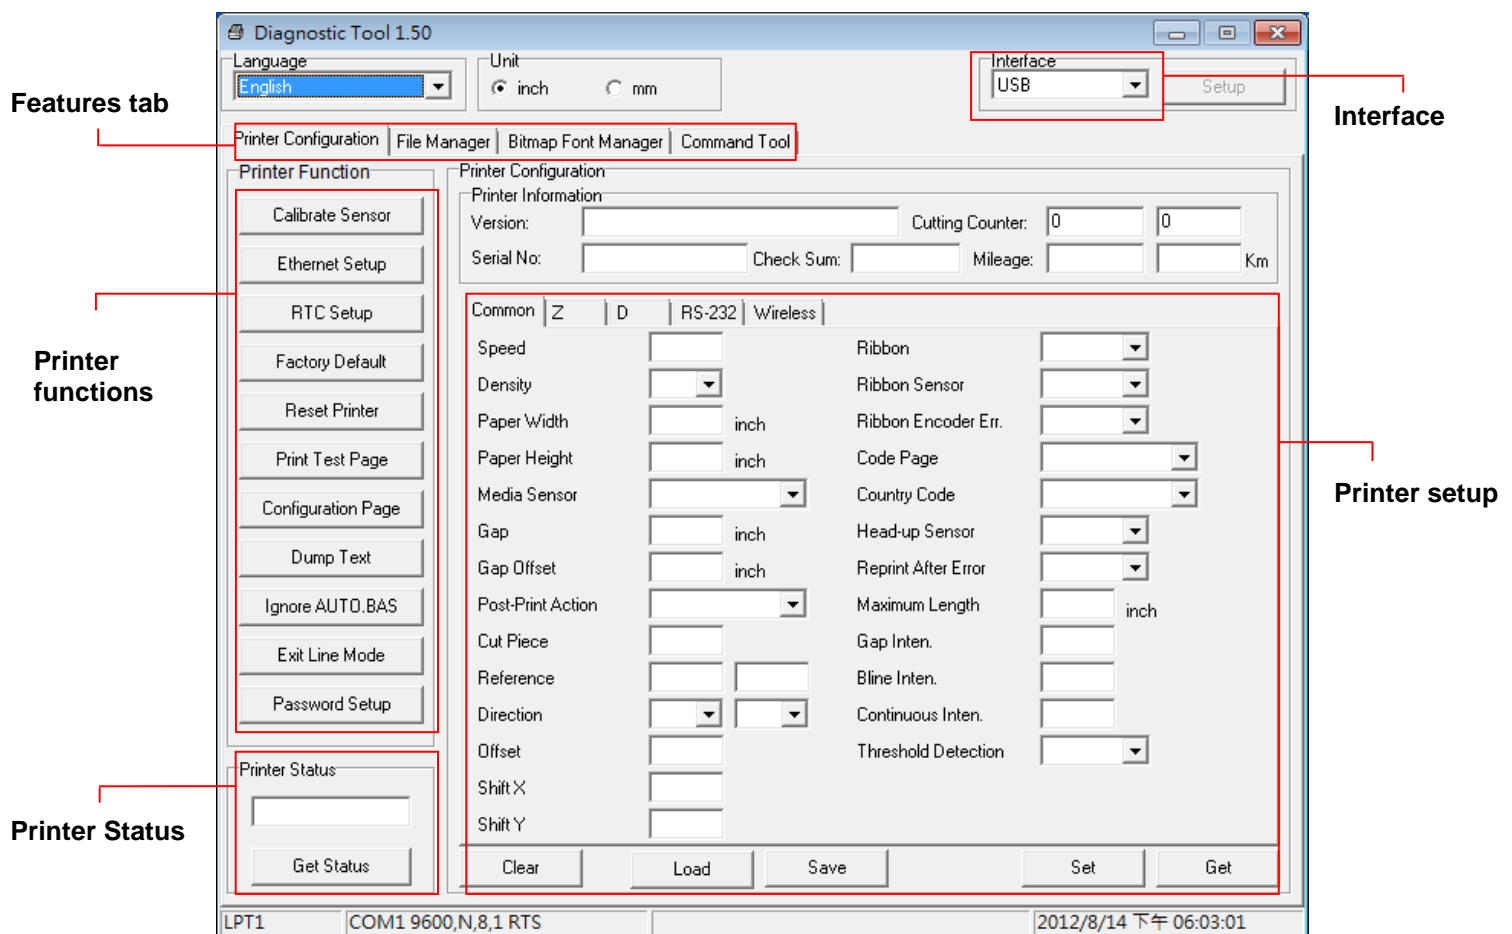 Diagnostic Tool 1.50
Language
Unit
Interface
English
inch
mm
USB
Setup
Features tab
Interface
Printer Configuration
File Manager
Bitmap Font Manager
Command Tool
Printer Function
Printer Configuration
Printer Information
Calibrate Sensor
Version:
Cutting Counter:
0
0
Ethernet Setup
Serial No:
Check Sum:
Mileage:
Km
RTC Setup
Common
Z
D
RS-232
Wireless
Printer functions
Factory Default
Reset Printer
Print Test Page
Configuration Page
Dump Text
Ignore AUTO.BAS
Exit Line Mode
Password Setup
Speed
Ribbon
Density
Ribbon Sensor
Paper Width
inch
Ribbon Encoder Err.
Paper Height
inch
Code Page
Media Sensor
Country Code
Printer setup
Gap
inch
Head-up Sensor
Gap Offset
inch
Reprint After Error
Post-Print Action
Maximum Length
inch
Cut Piece
Gap Inten.
Reference
Bline Inten.
Direction
Continuous Inten.
Offset
Threshold Detection
Shift X
Shift Y
Printer Status
Printer Status
Get Status
Clear
Load
Save
Set
Get
LPT1
COM1 9600,N,8,1 RTS
2012/8/14 下午 06:03:01